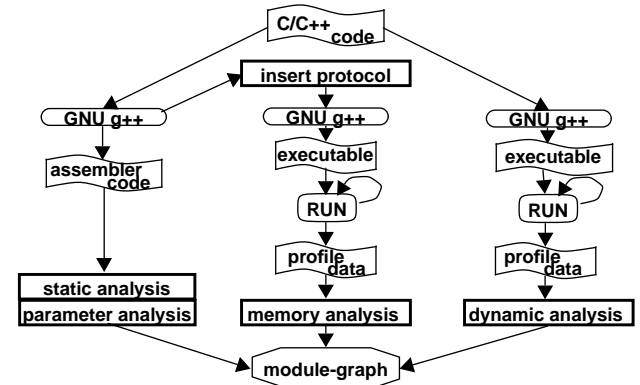 C/C++
code
insert protocol
GNU g++
GNU g++
GNU g++
assembler
code
executable
executable
RUN
RUN
profile
data
profile
data
static analysis
parameter analysis
memory analysis
dynamic analysis
module-graph